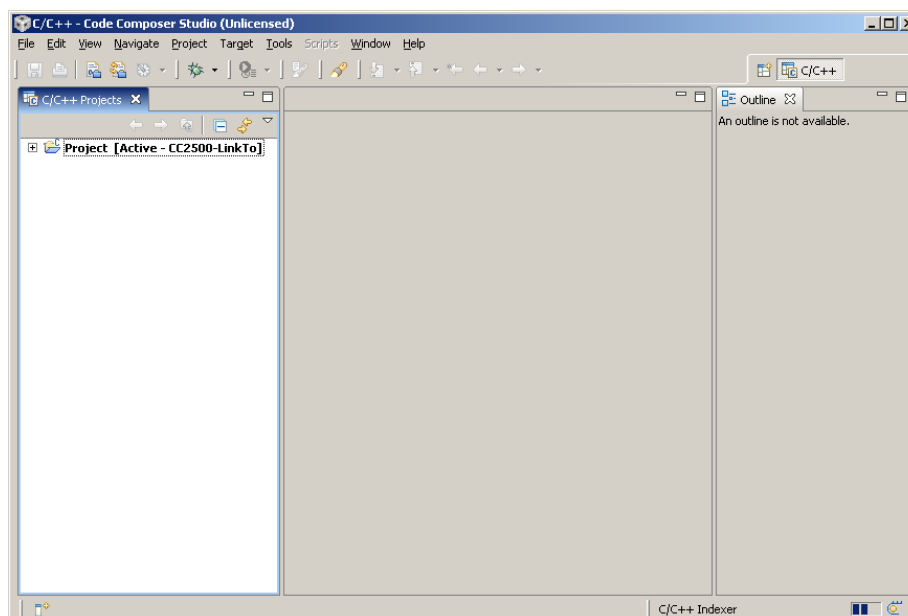 C/C++ - Code Composer Studio (Unlicensed)
File Edit View Navigate Project Target Tools Scripts Window Help
C/C++
C/C++ Projects
Outline
An outline is not available.
Project [Active - CC2500-LinkTo]
C/C++ Indexer